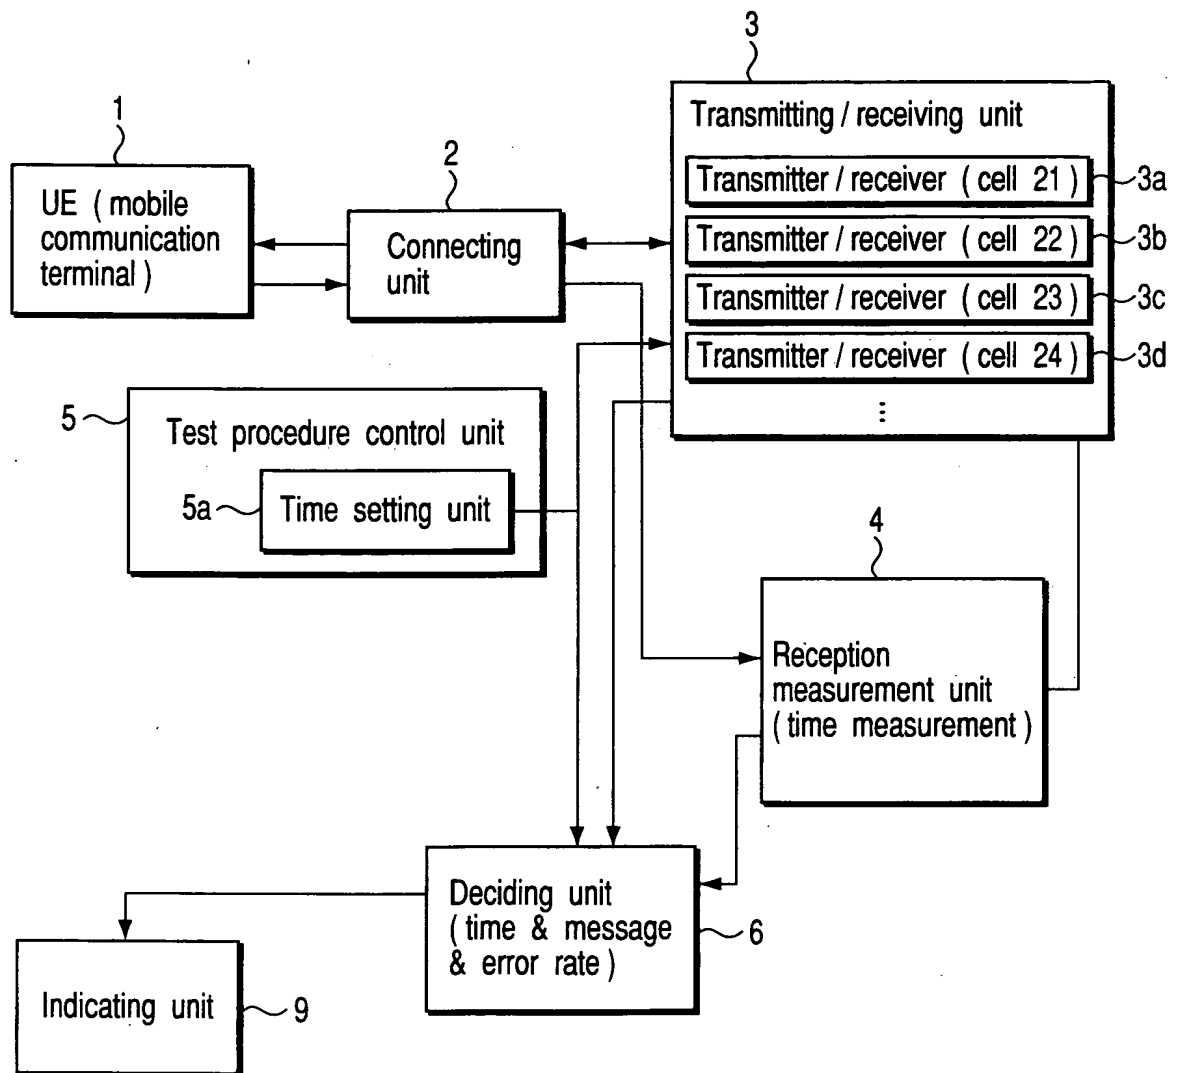 3
Transmitting / receiving unit
Transmitter / receiver ( cell 21 )
3a
Transmitter / receiver ( cell 22 )
3b
Transmitter / receiver ( cell 23 )
3c
Transmitter / receiver ( cell 24 )
3d
...
1
UE ( mobile
communication
terminal )
2
Connecting
unit
5
Test procedure control unit
5a
Time setting unit
4
Reception
measurement unit
( time measurement )
Deciding unit
( time & message
& error rate )
6
Indicating unit
9